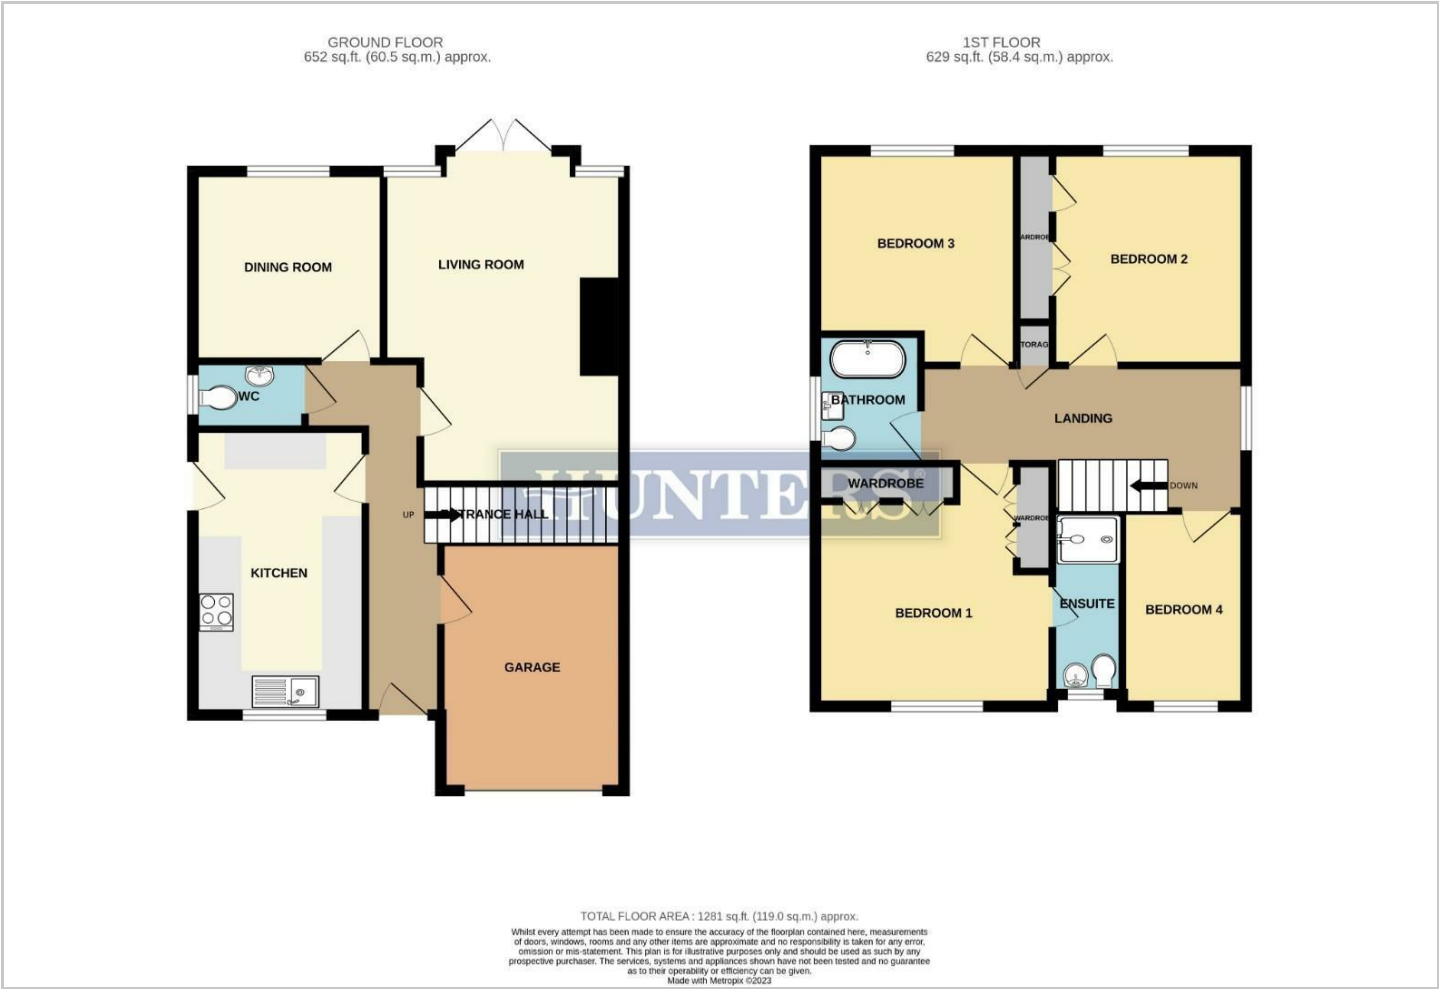 GROUND FLOOR
652 sq.ft. (60.5 sq.m.) approx.
1ST FLOOR
629 sq.ft. (58.4 sq.m.) approx.
DINING ROOM
LIVING ROOM
WC
KITCHEN
UP
ENTRANCE HALL
GARAGE
BEDROOM 3
ARDROB
BEDROOM 2
TORAG
BATHROOM
LANDING
WARDROBE
WARDROBE
DOWN
BEDROOM 1
ENSUITE
BEDROOM 4
HUNTERS®
TOTAL FLOOR AREA : 1281 sq.ft. (119.0 sq.m.) approx.
Whilst every attempt has been made to ensure the accuracy of the floorplan contained here, measurements
of doors, windows, rooms and any other items are approximate and no responsibility is taken for any error,
omission or mis-statement. This plan is for illustrative purposes only and should be used as such by any
prospective purchaser. The services, systems and appliances shown have not been tested and no guarantee
as to their operability or efficiency can be given.
Made with Metropix ©2023